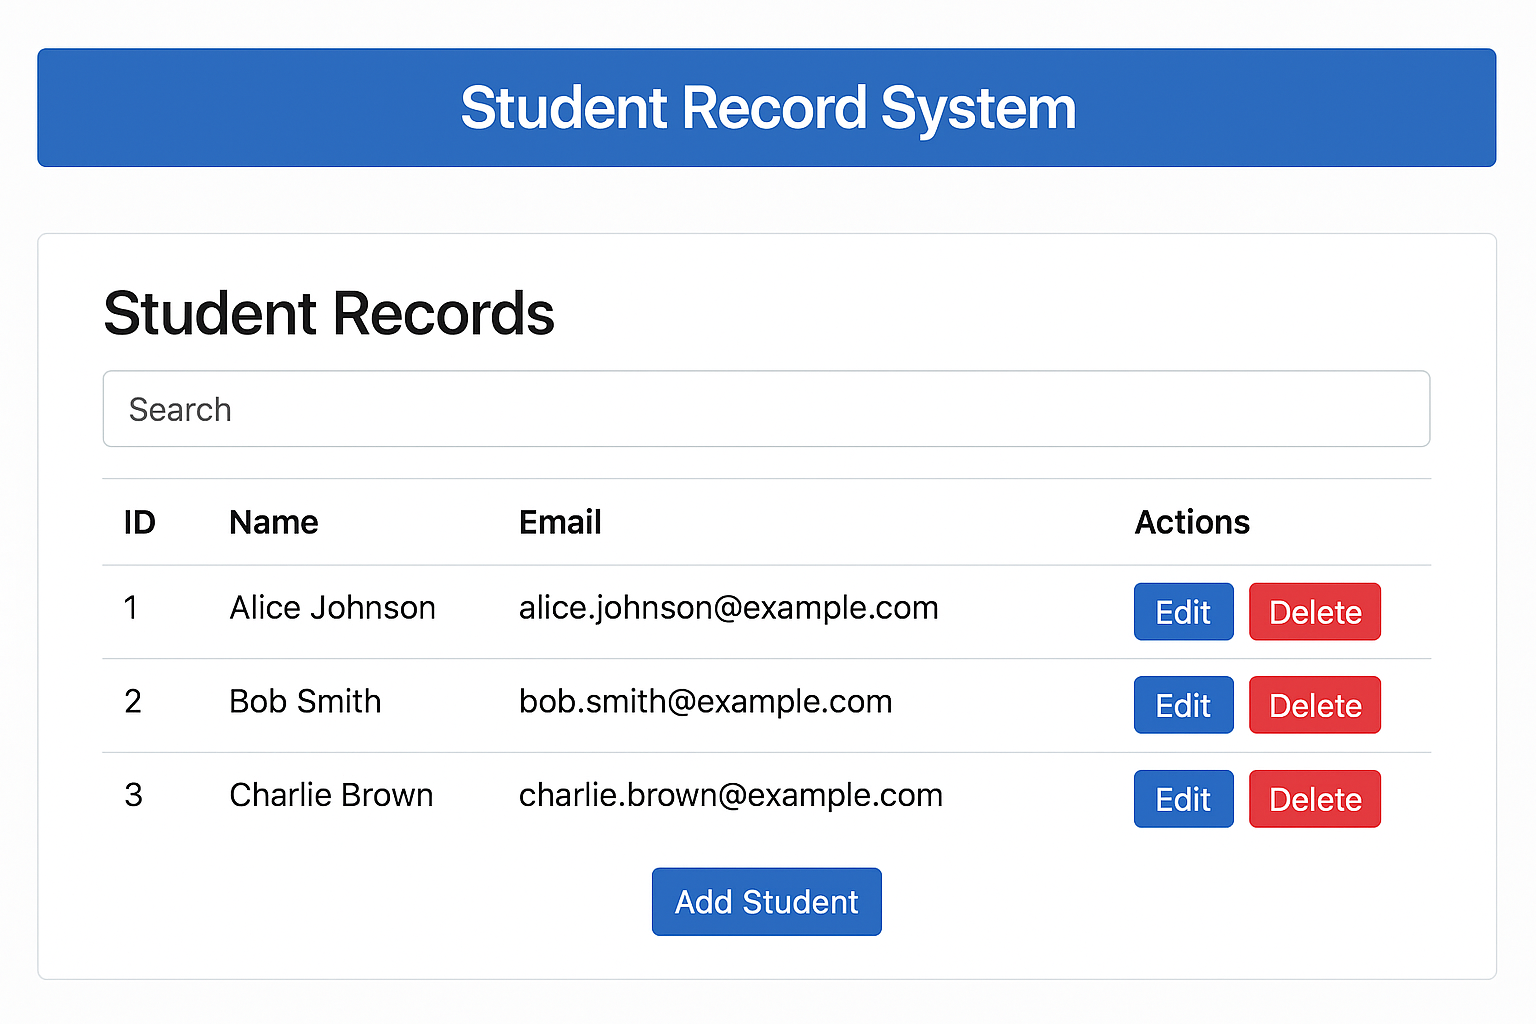 Student Record System
Student Records
Search
ID Name Email Actions
1 Alice Johnson alice.johnson@example.com Edit Delete
2 Bob Smith bob.smith@example.com Edit Delete
3 Charlie Brown charlie.brown@example.com Edit Delete
Add Student